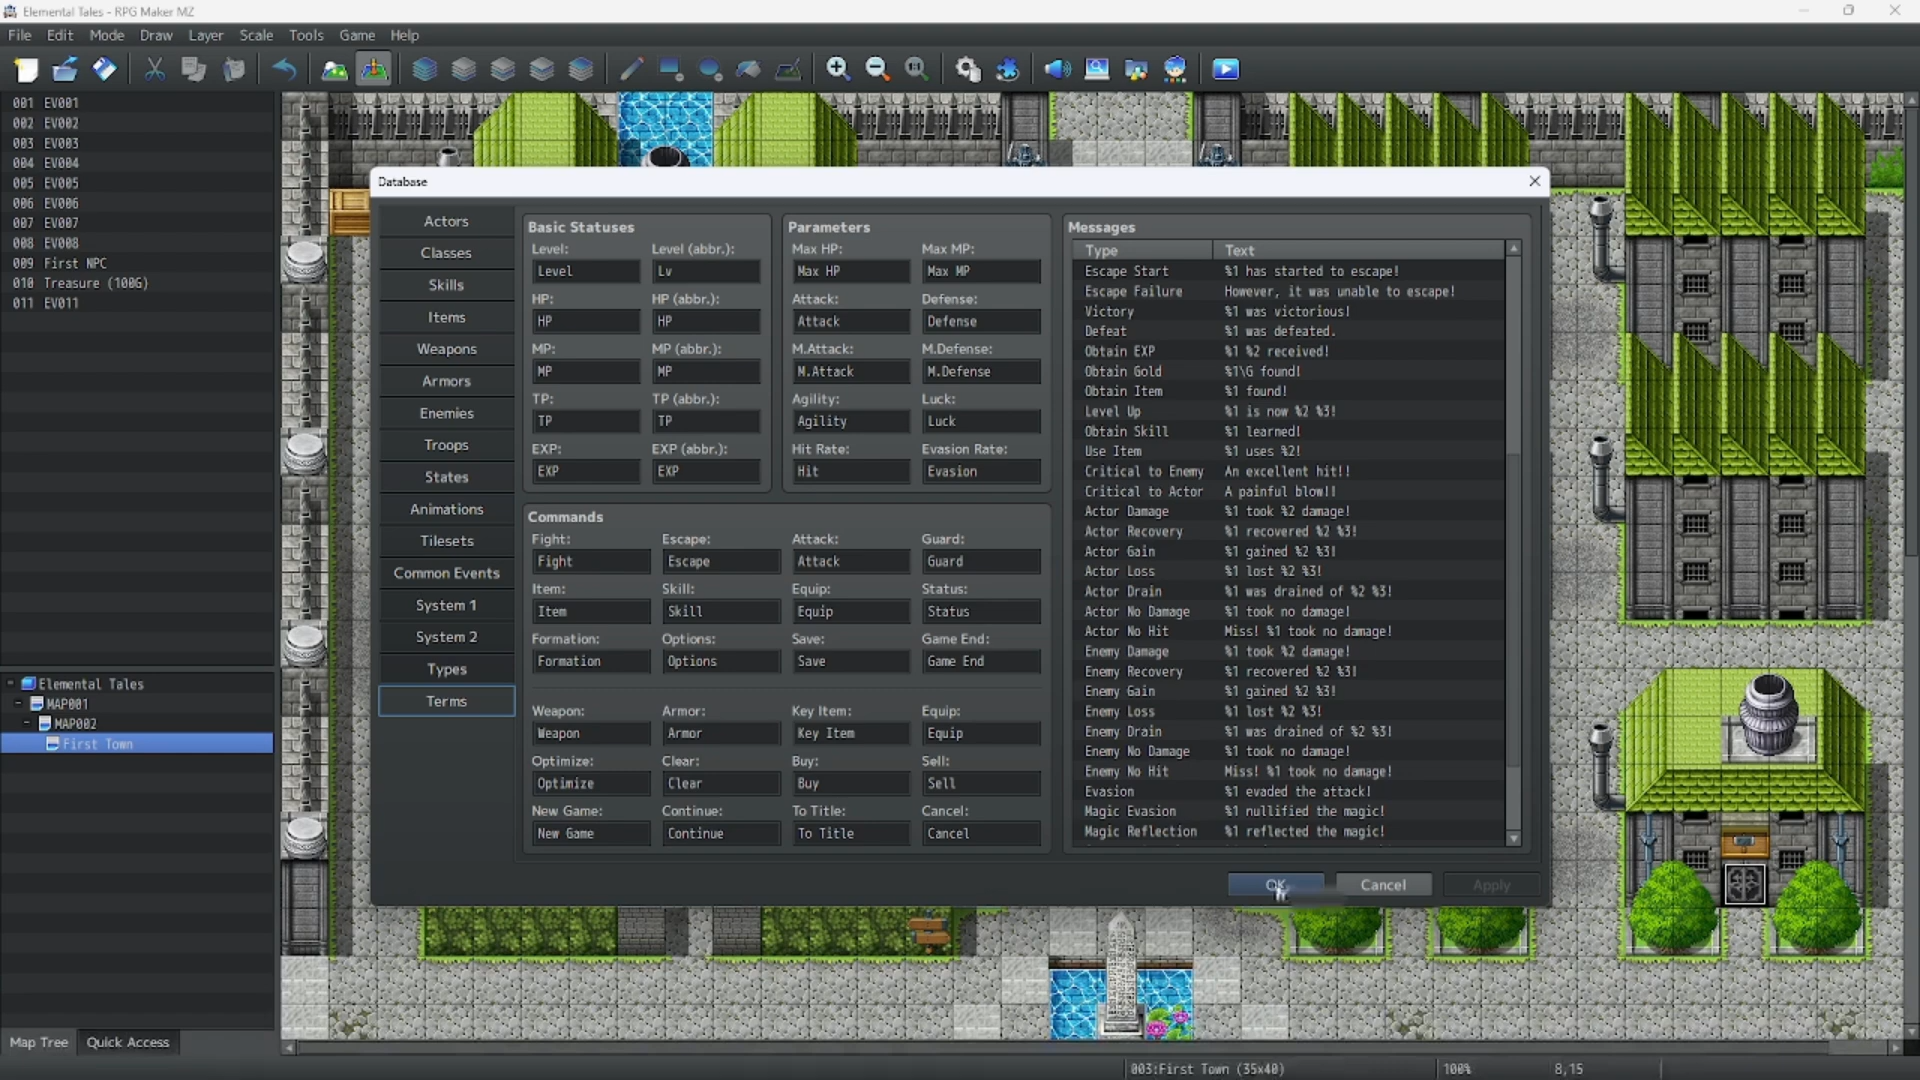 Elemental Tales - RPG Maker MZ
File Edit Mode Draw Layer Scale Tools Game Help
001 EV001
002 EV002
003 EV003
004 EV004
005 EV005
006 EV006
007 EV007
008 EV008
009 First NPC
010 Treasure (100G)
011 EV011
Elemental Tales
MAP001
MAP002
First Town
Map Tree Quick Access
Database
Actors
Classes
Skills
Items
Weapons
Armors
Enemies
Troops
States
Animations
Tilesets
Common Events
System 1
System 2
Types
Terms
Basic Statuses
Level: Level (abbr.):
Level Lv
HP: HP (abbr.):
HP HP
MP: MP (abbr.):
MP MP
TP: TP (abbr.):
TP TP
EXP: EXP (abbr.):
EXP EXP
Parameters
Max HP: Max MP:
Max HP Max MP
Attack: Defense:
Attack Defense
M.Attack: M.Defense:
M.Attack M.Defense
Agility: Luck:
Agility Luck
Hit Rate: Evasion Rate:
Hit Evasion
Commands
Fight: Escape: Attack: Guard:
Fight Escape Attack Guard
Item: Skill: Equip: Status:
Item Skill Equip Status
Formation: Options: Save: Game End:
Formation Options Save Game End
Weapon: Armor: Key Item: Equip:
Weapon Armor Key Item Equip
Optimize: Clear: Buy: Sell:
Optimize Clear Buy Sell
New Game: Continue: To Title: Cancel:
New Game Continue To Title Cancel
Messages
Type Text
Escape Start %1 has started to escape!
Escape Failure However, it was unable to escape!
Victory %1 was victorious!
Defeat %1 was defeated.
Obtain EXP %1 %2 received!
Obtain Gold %1\G found!
Obtain Item %1 found!
Level Up %1 is now %2 %3!
Obtain Skill %1 learned!
Use Item %1 uses %2!
Critical to Enemy An excellent hit!!
Critical to Actor A painful blow!!
Actor Damage %1 took %2 damage!
Actor Recovery %1 recovered %2 %3!
Actor Gain %1 gained %2 %3!
Actor Loss %1 lost %2 %3!
Actor Drain %1 was drained of %2 %3!
Actor No Damage %1 took no damage!
Actor No Hit Miss! %1 took no damage!
Enemy Damage %1 took %2 damage!
Enemy Recovery %1 recovered %2 %3!
Enemy Gain %1 gained %2 %3!
Enemy Loss %1 lost %2 %3!
Enemy Drain %1 was drained of %2 %3!
Enemy No Damage %1 took no damage!
Enemy No Hit Miss! %1 took no damage!
Evasion %1 evaded the attack!
Magic Evasion %1 nullified the magic!
Magic Reflection %1 reflected the magic!
OK Cancel Apply
003:First Town (35x40) 100% 8,15